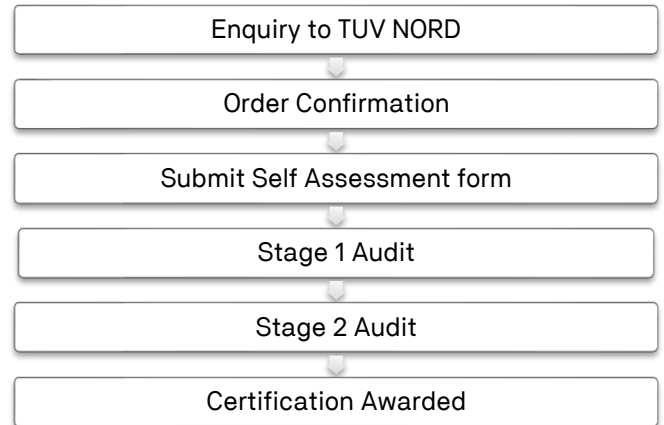 Enquiry to TUV NORD
Order Confirmation
Submit Self Assessment form
Stage 1 Audit
Stage 2 Audit
Certification Awarded